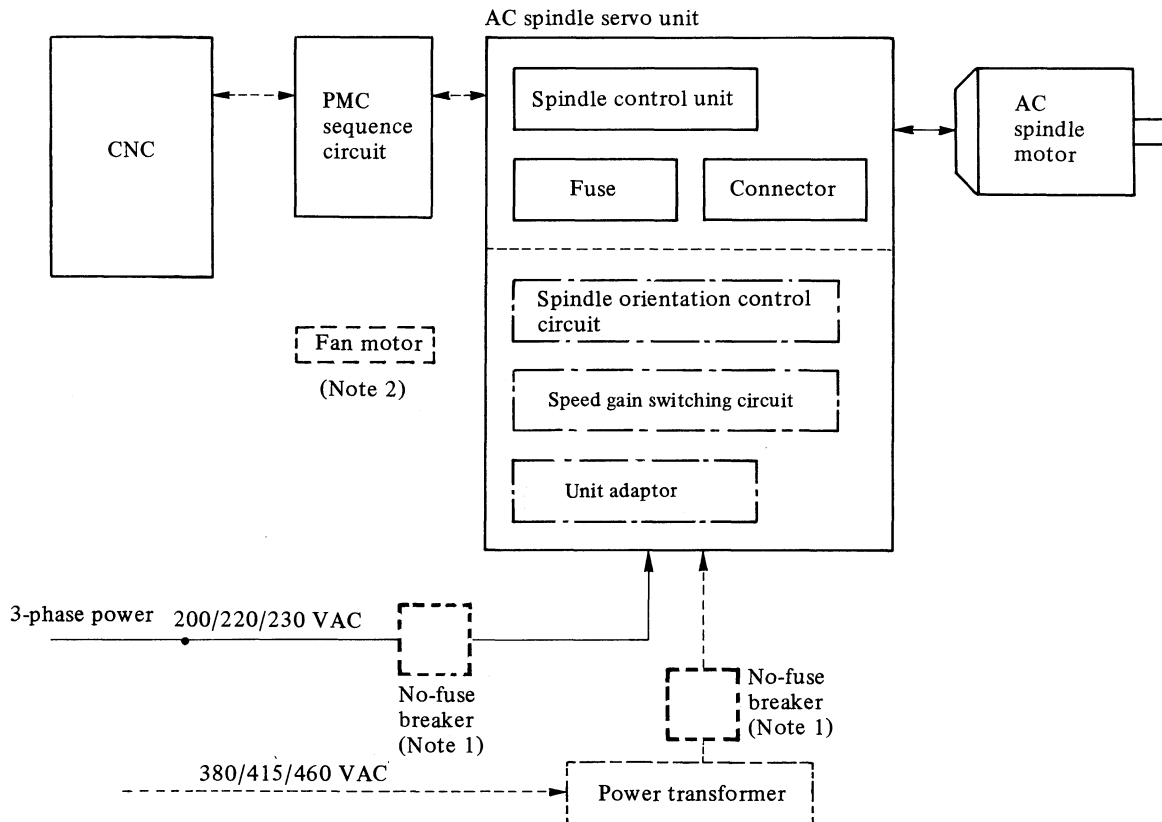 AC spindle servo unit
CNC
PMC
sequence
circuit
Spindle control unit
Fuse
Connector
AC
spindle
motor
Spindle orientation control
circuit
Fan motor
(Note 2)
Speed gain switching circuit
Unit adaptor
3-phase power
200/220/230 VAC
No-fuse
breaker
(Note 1)
No-fuse
breaker
(Note 1)
380/415/460 VAC
Power transformer